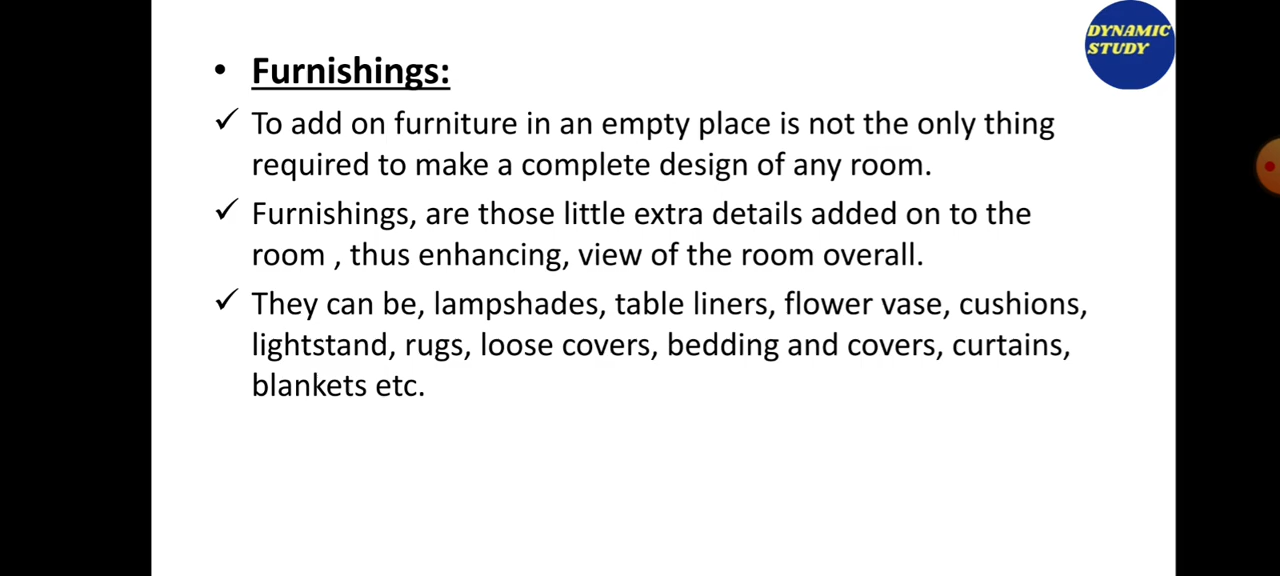 DYNAMIC
STUDY
• Furnishings:
✓ To add on furniture in an empty place is not the only thing
required to make a complete design of any room.
✓ Furnishings, are those little extra details added on to the
room , thus enhancing, view of the room overall.
✓ They can be, lampshades, table liners, flower vase, cushions,
lightstand, rugs, loose covers, bedding and covers, curtains,
blankets etc.